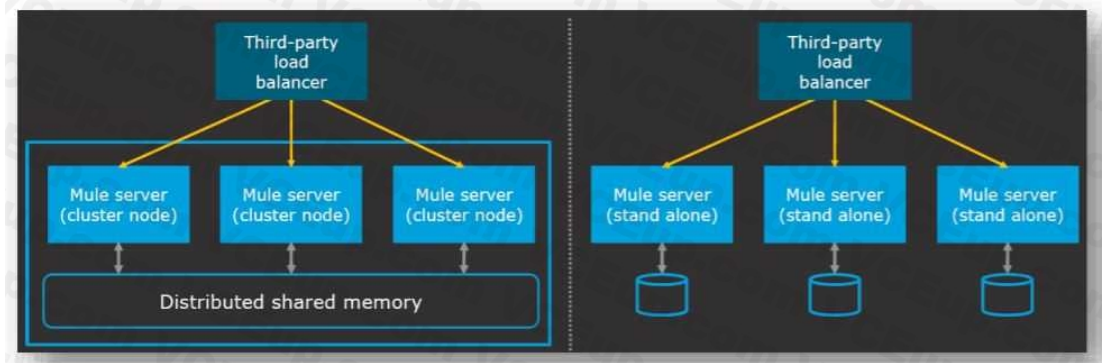 Third-party
load
balancer
Third-party
load
balancer
Mule server
(cluster node)
Mule server
(cluster node)
Mule server
(cluster node)
Mule server
(stand alone)
Mule server
(stand alone)
Mule server
(stand alone)
Distributed shared memory